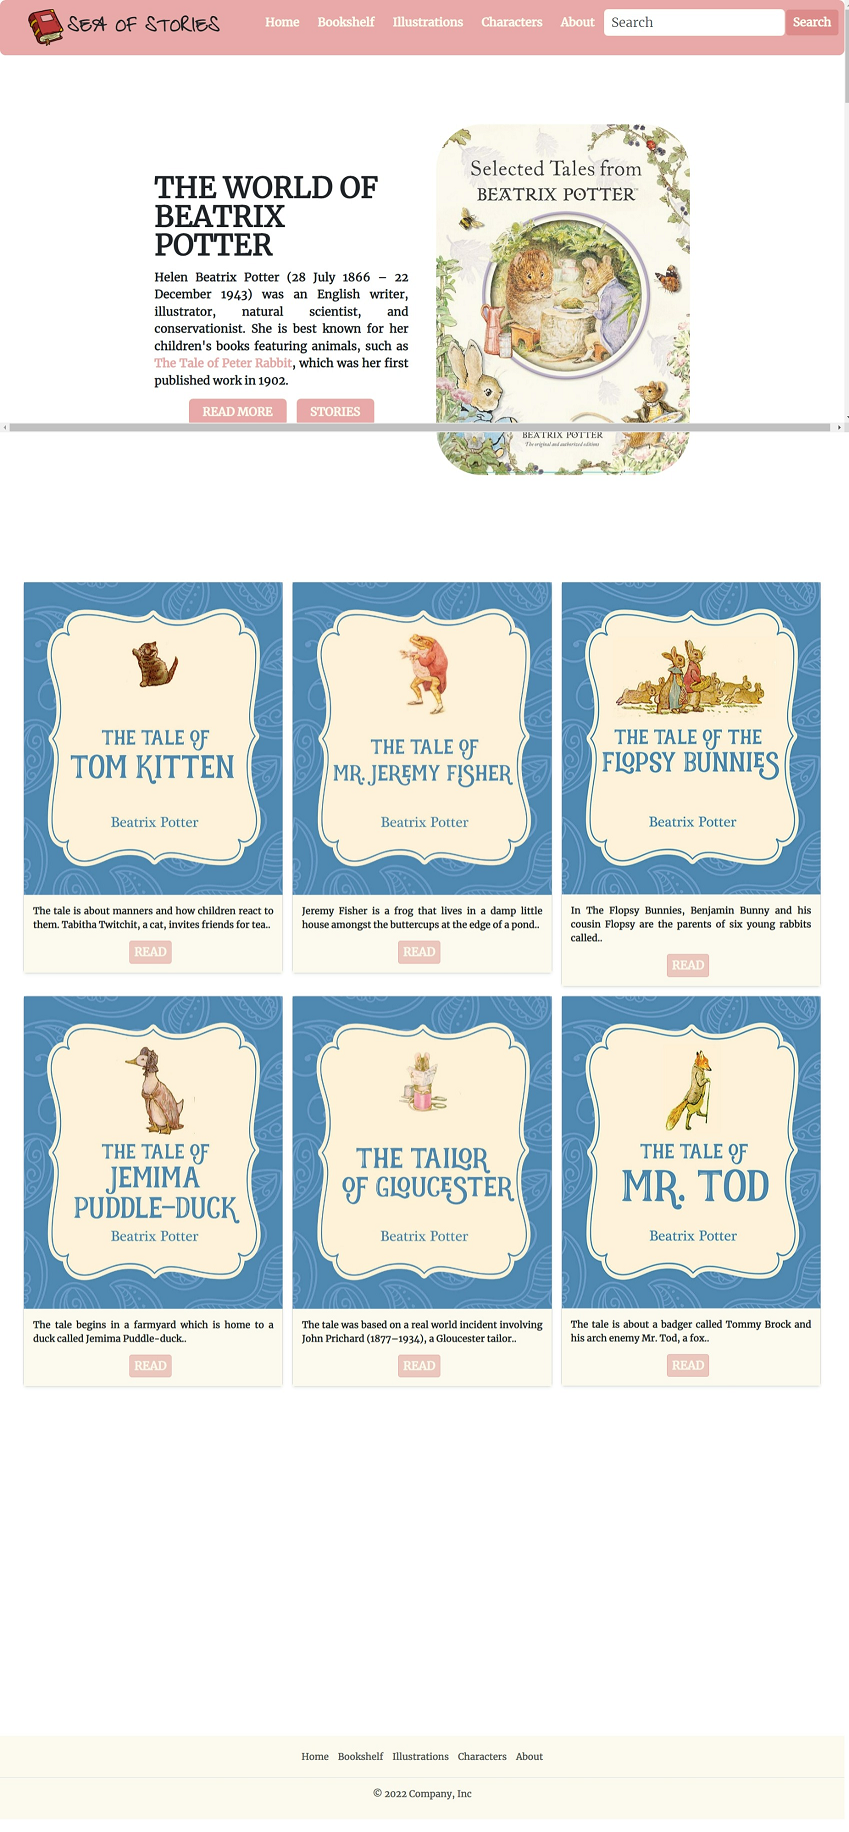 SEA OF STORIES
Home Bookshelf Illustrations Characters About Search Search
THE WORLD OF
BEATRIX
POTTER
Helen Beatrix Potter (28 July 1866 – 22
December 1943) was an English writer,
illustrator, natural scientist, and
conservationist. She is best known for her
children's books featuring animals, such as
The Tale of Peter Rabbit, which was her first
published work in 1902.
READ MORE STORIES
Selected Tales from
BEATRIX POTTER™
BEATRIX POTTER
The original and authorized editions
THE TALE OF
TOM KITTEN
Beatrix Potter
The tale is about manners and how children react to
them. Tabitha Twitchit, a cat, invites friends for tea..
READ
THE TALE OF
MR. JEREMY FISHER
Beatrix Potter
Jeremy Fisher is a frog that lives in a damp little
house amongst the buttercups at the edge of a pond..
READ
THE TALE OF THE
FLOPSY BUNNIES
Beatrix Potter
In The Flopsy Bunnies, Benjamin Bunny and his
cousin Flopsy are the parents of six young rabbits
called..
READ
THE TALE OF
JEMIMA
PUDDLE-DUCK
Beatrix Potter
The tale begins in a farmyard which is home to a
duck called Jemima Puddle-duck..
READ
THE TAILOR
OF GLOUCESTER
Beatrix Potter
The tale was based on a real world incident involving
John Prichard (1877–1934), a Gloucester tailor..
READ
THE TALE OF
MR. TOD
Beatrix Potter
The tale is about a badger called Tommy Brock and
his arch enemy Mr. Tod, a fox..
READ
Home Bookshelf Illustrations Characters About
© 2022 Company, Inc